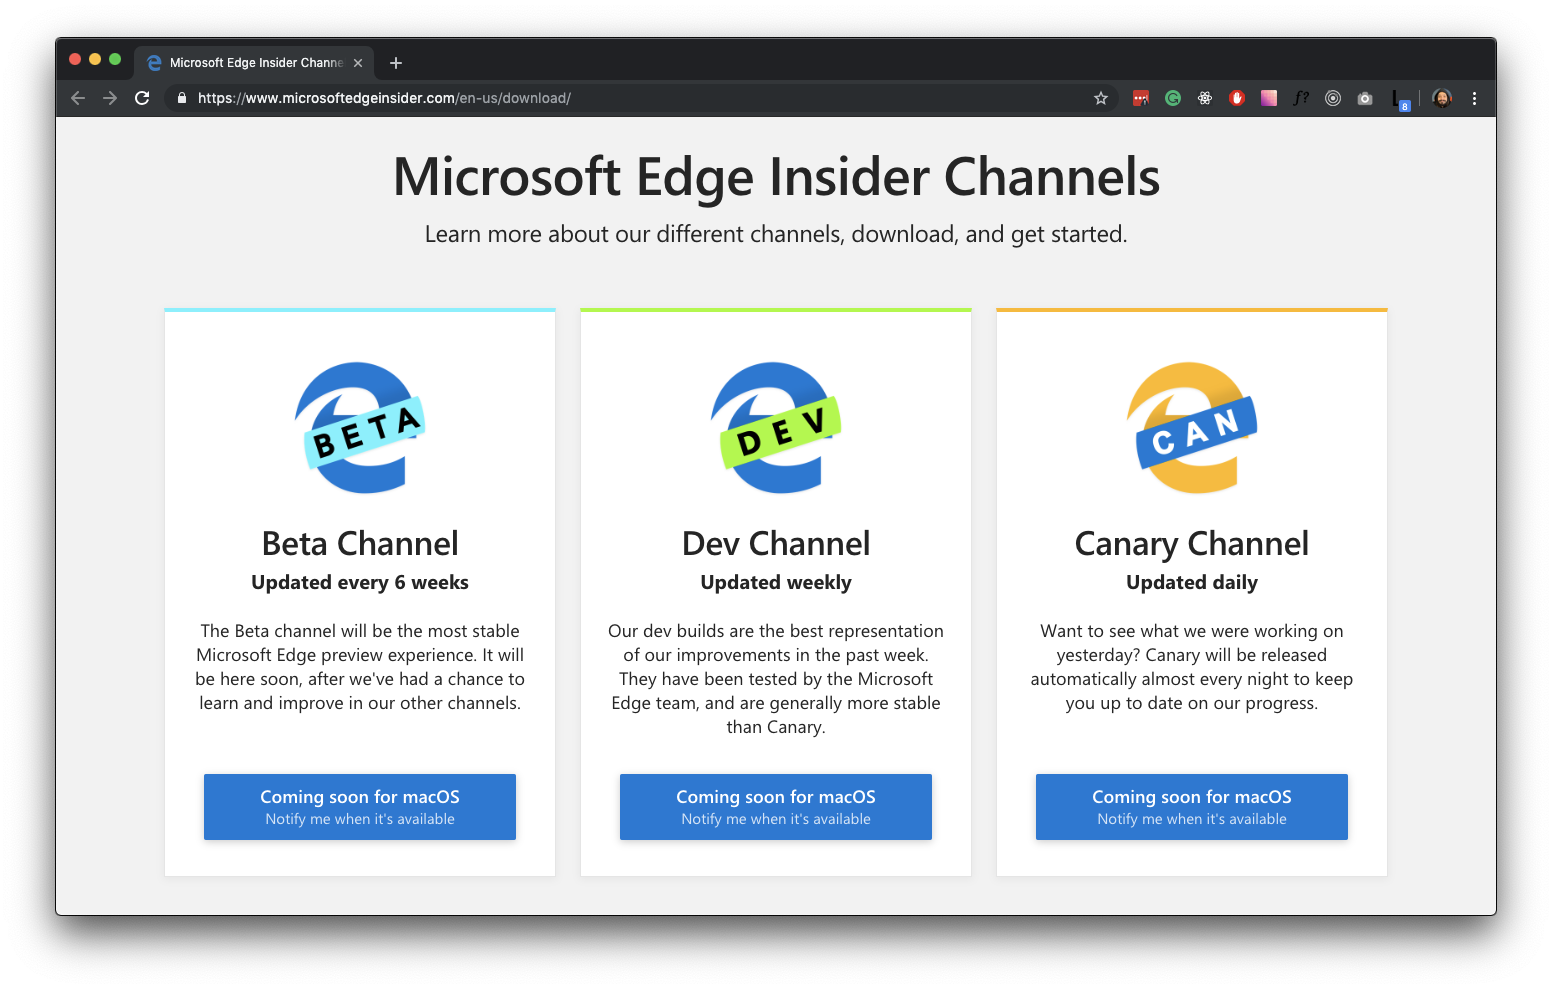 Microsoft Edge Insider Channe
https://www.microsoftedgeinsider.com/en-us/download/
f?
8
Microsoft Edge Insider Channels
Learn more about our different channels, download, and get started.
BETA
Beta Channel
Updated every 6 weeks
The Beta channel will be the most stable
Microsoft Edge preview experience. It will
be here soon, after we've had a chance to
learn and improve in our other channels.
Coming soon for macOS
Notify me when it's available
DEV
Dev Channel
Updated weekly
Our dev builds are the best representation
of our improvements in the past week.
They have been tested by the Microsoft
Edge team, and are generally more stable
than Canary.
Coming soon for macOS
Notify me when it's available
CAN
Canary Channel
Updated daily
Want to see what we were working on
yesterday? Canary will be released
automatically almost every night to keep
you up to date on our progress.
Coming soon for macOS
Notify me when it's available